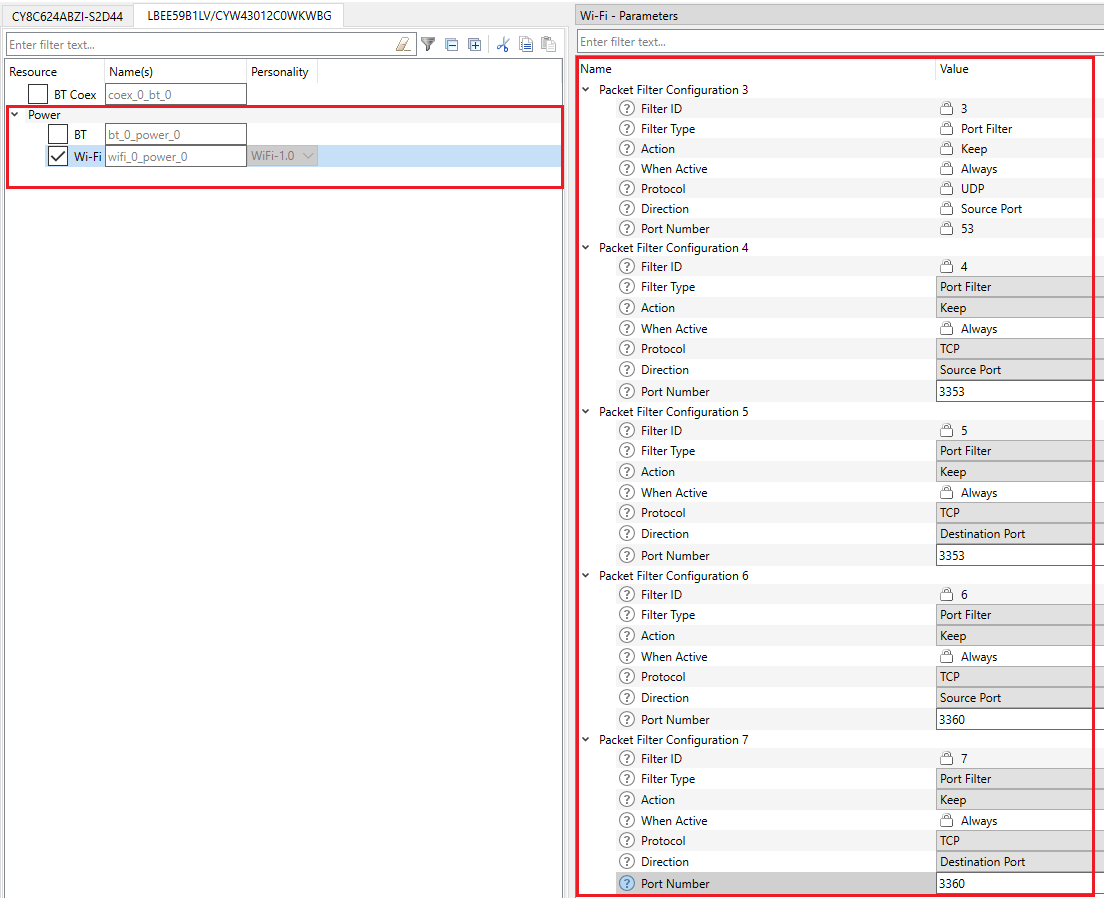 CY8C624ABZI-S2D44 LBEE59B1LV/CYW43012C0WKWBG
Enter filter text...
Resource Name(s) Personality
BT Coex coex_0_bt_0
Power
BT bt_0_power_0
Wi-Fi wifi_0_power_0 WiFi-1.0
Wi-Fi - Parameters
Enter filter text...
Name Value
Packet Filter Configuration 3
? Filter ID 3
? Filter Type Port Filter
? Action Keep
? When Active Always
? Protocol UDP
? Direction Source Port
? Port Number 53
Packet Filter Configuration 4
? Filter ID 4
? Filter Type Port Filter
? Action Keep
? When Active Always
? Protocol TCP
? Direction Source Port
? Port Number 3353
Packet Filter Configuration 5
? Filter ID 5
? Filter Type Port Filter
? Action Keep
? When Active Always
? Protocol TCP
? Direction Destination Port
? Port Number 3353
Packet Filter Configuration 6
? Filter ID 6
? Filter Type Port Filter
? Action Keep
? When Active Always
? Protocol TCP
? Direction Source Port
? Port Number 3360
Packet Filter Configuration 7
? Filter ID 7
? Filter Type Port Filter
? Action Keep
? When Active Always
? Protocol TCP
? Direction Destination Port
? Port Number 3360